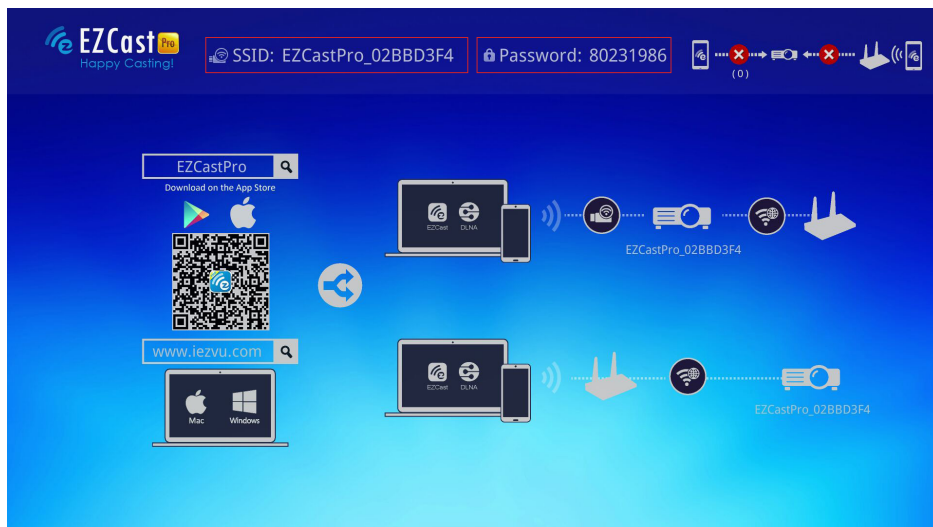 EZCast Pro
Happy Casting!
SSID: EZCastPro_02BBD3F4
Password: 80231986
(0)
EZCastPro
Download on the App Store
www.iezvu.com
Mac Windows
EZCast DLNA
EZCastPro_02BBD3F4
EZCast DLNA
EZCastPro_02BBD3F4